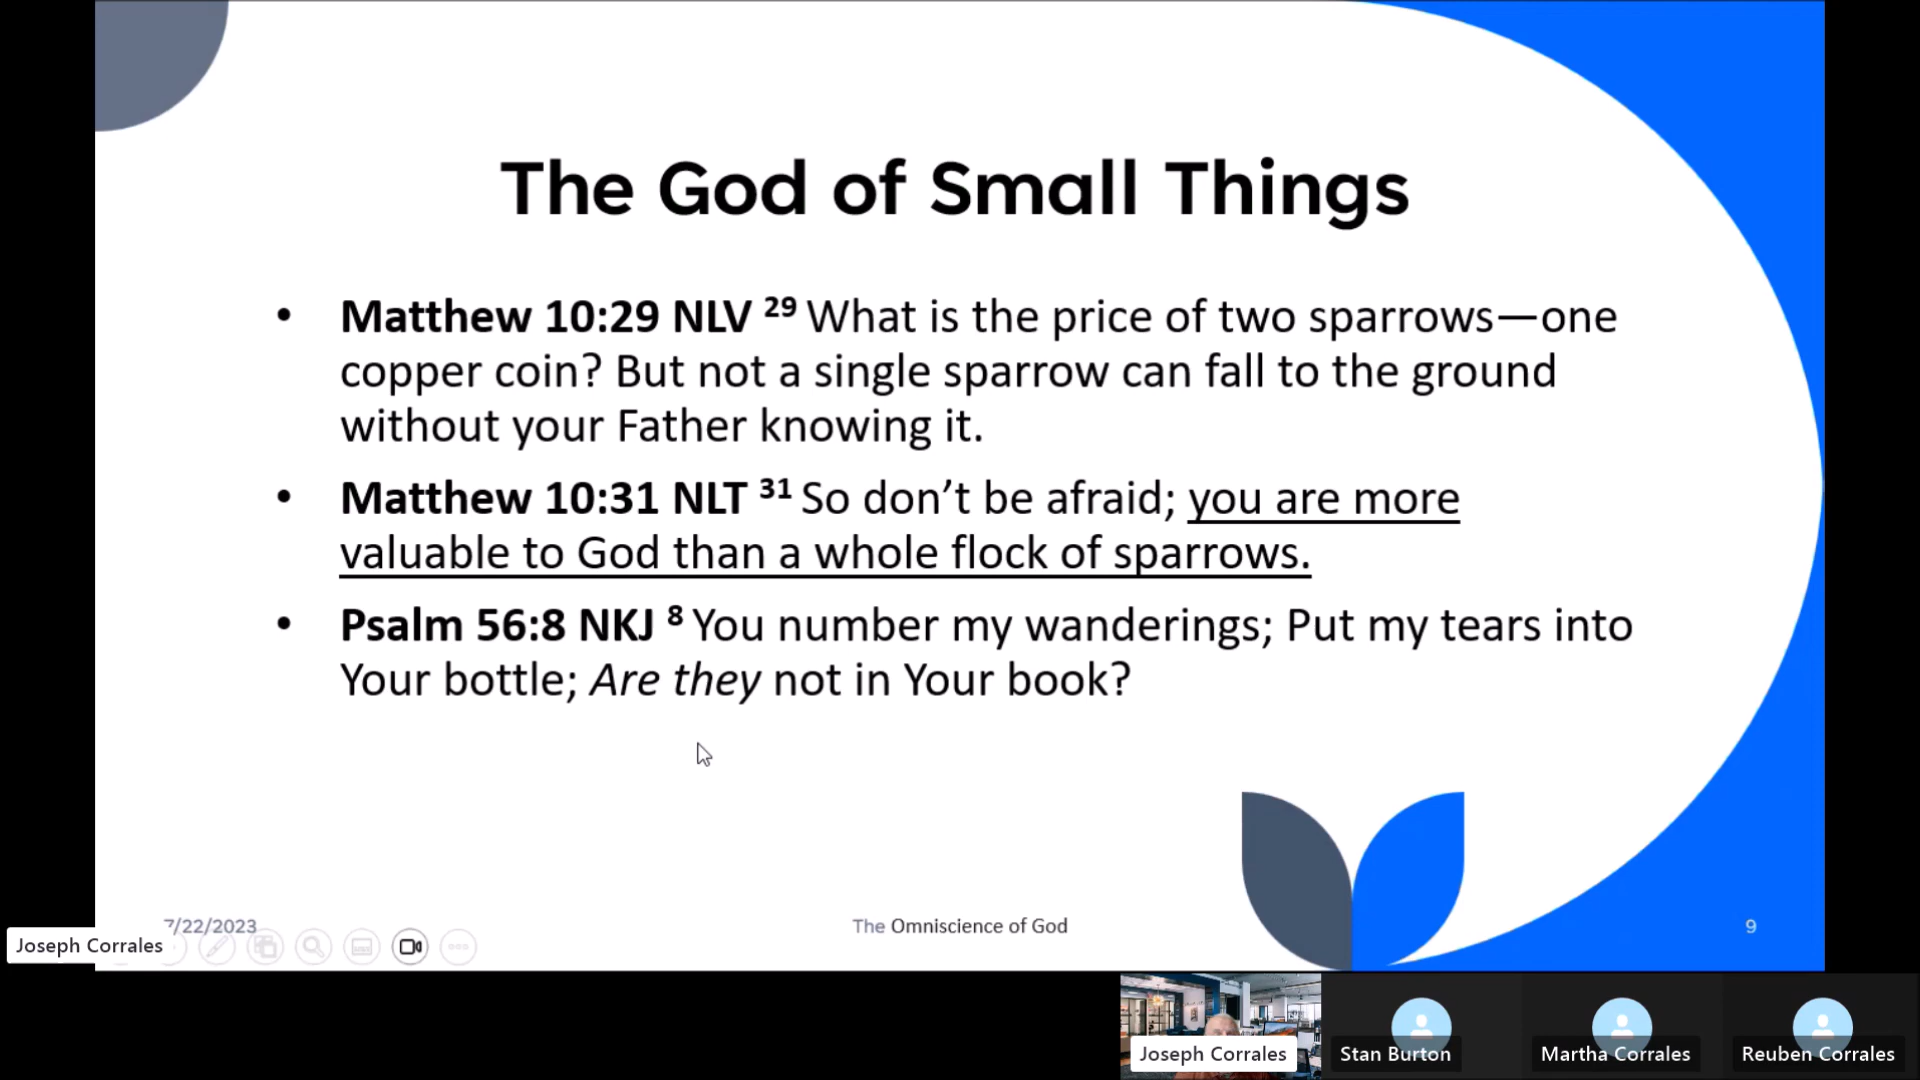 The God of Small Things
• Matthew 10:29 NLV 29 What is the price of two sparrows—one
copper coin? But not a single sparrow can fall to the ground
without your Father knowing it.
• Matthew 10:31 NLT 31 So don’t be afraid; you are more
valuable to God than a whole flock of sparrows.
• Psalm 56:8 NKJ 8 You number my wanderings; Put my tears into
Your bottle; Are they not in Your book?
7/22/2023
The Omniscience of God
9
Joseph Corrales
Joseph Corrales
Stan Burton
Martha Corrales
Reuben Corrales